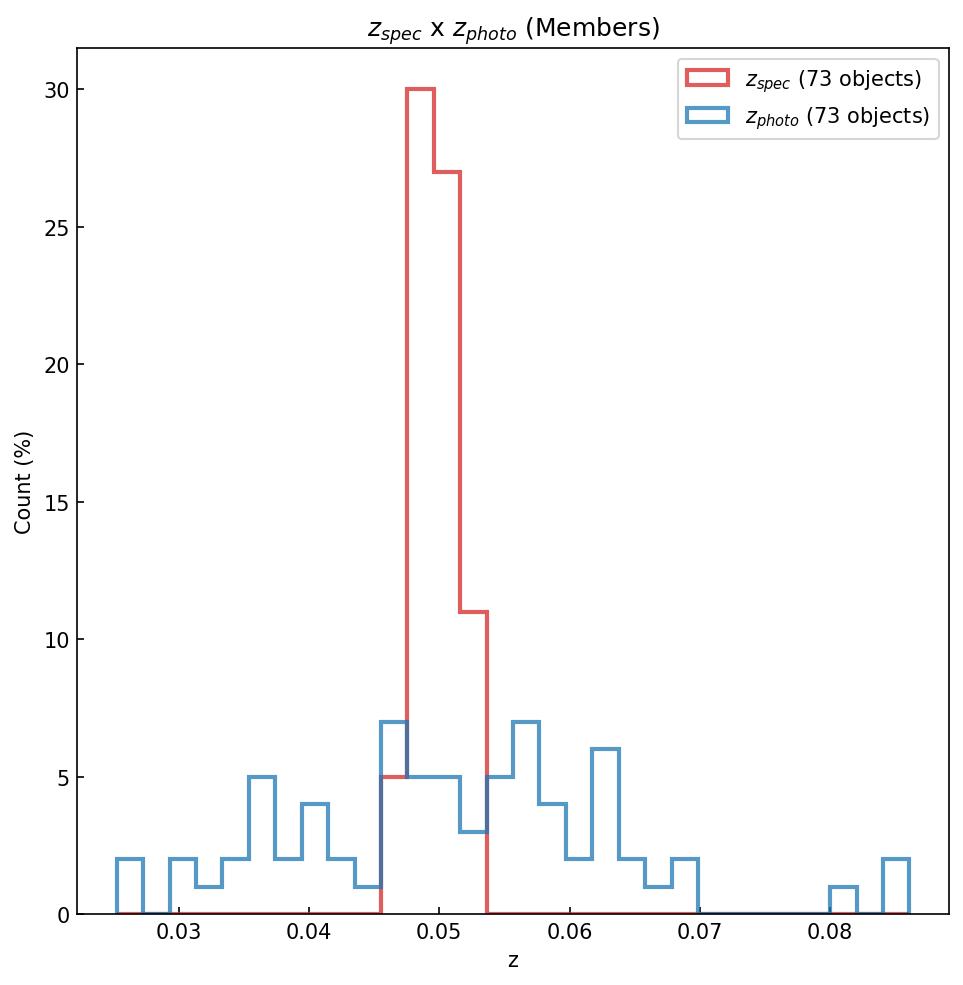 z_spec x z_photo (Members)
z_spec (73 objects)
z_photo (73 objects)
Count (%)
30
25
20
15
10
5
0
0.03 0.04 0.05 0.06 0.07 0.08
z